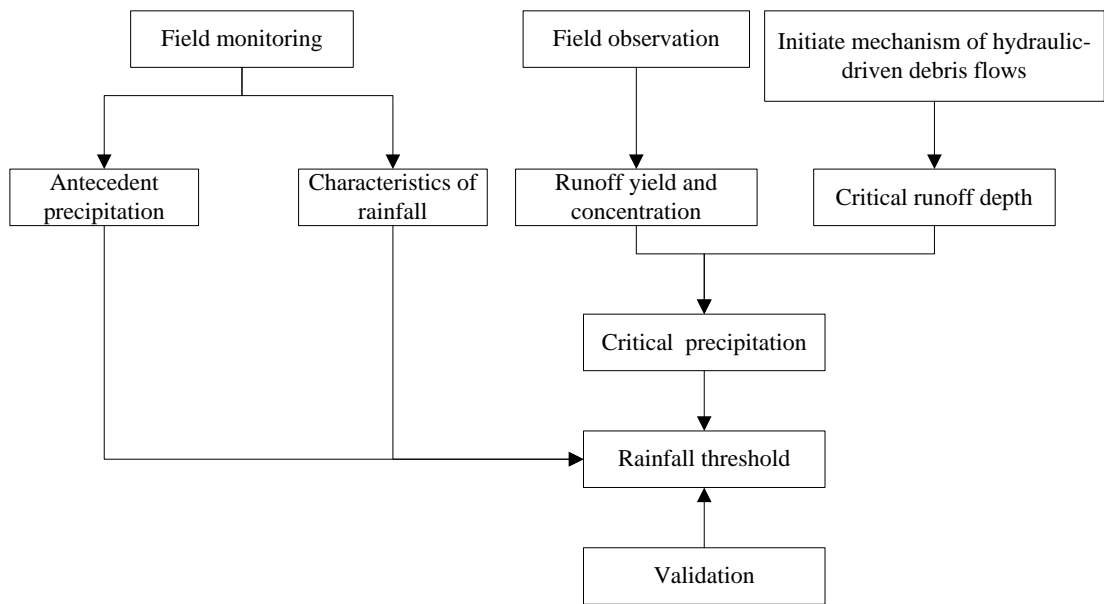 Field monitoring
Field observation
Initiate mechanism of hydraulic-
driven debris flows
Antecedent
precipitation
Characteristics of
rainfall
Runoff yield and
concentration
Critical runoff depth
Critical precipitation
Rainfall threshold
Validation